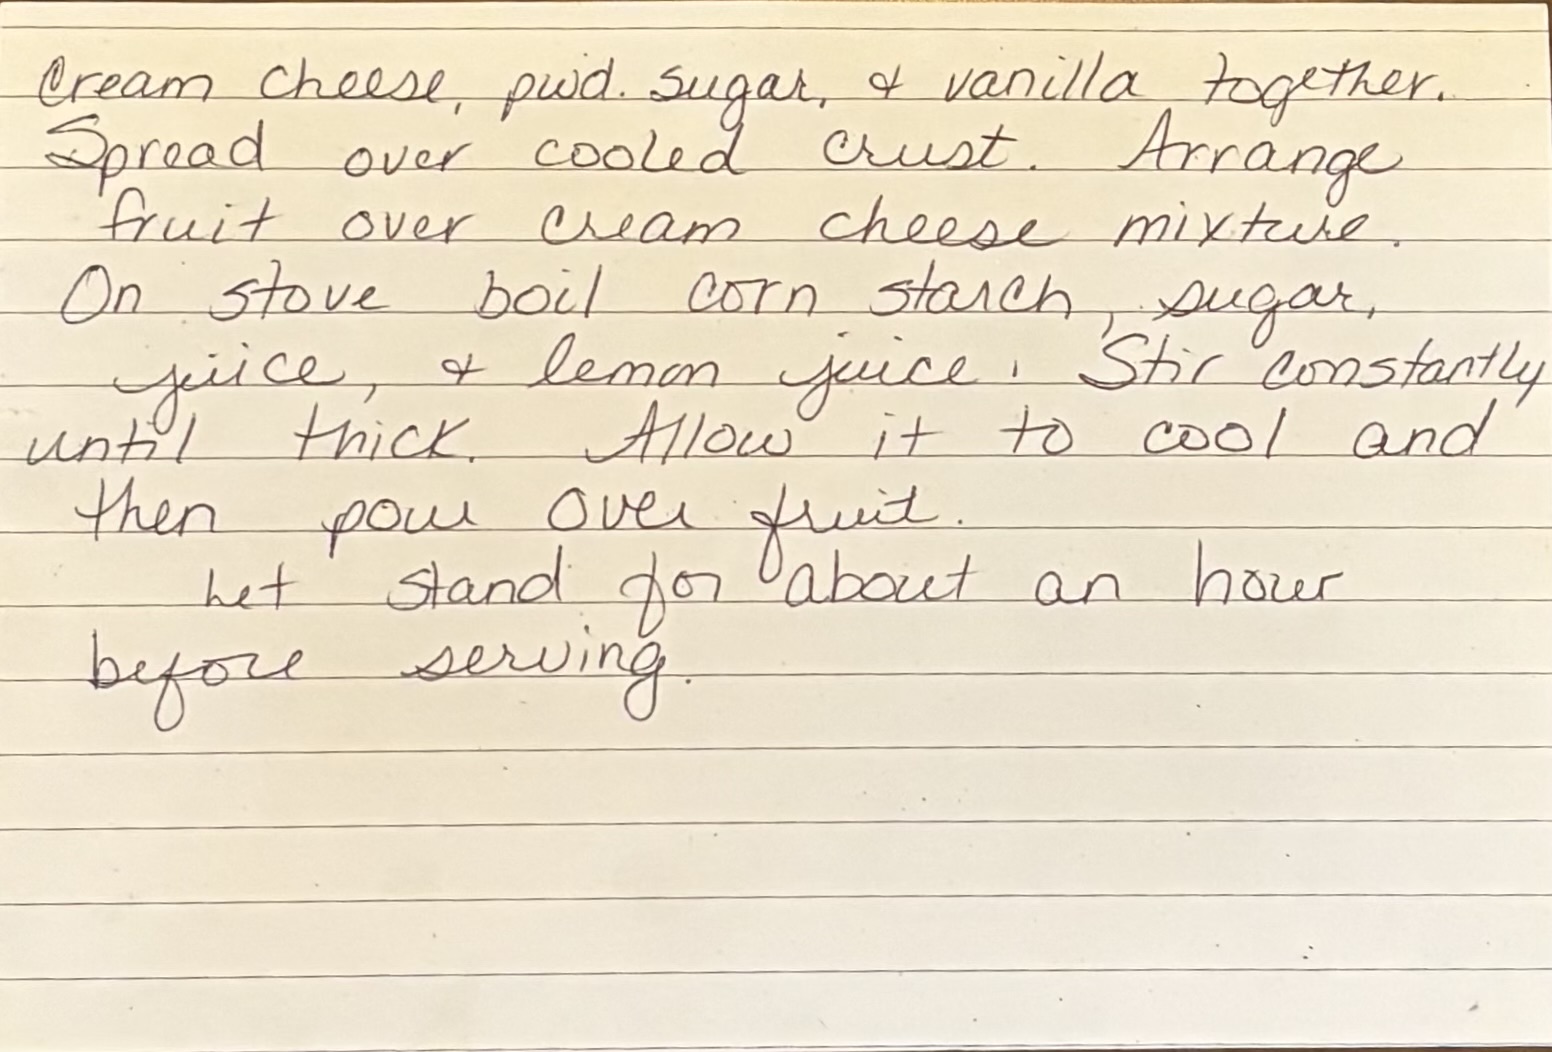 Cream cheese, pwd. sugar, & vanilla together.
Spread over cooled crust. Arrange
fruit over cream cheese mixture.
On stove boil corn starch, sugar,
juice, & lemon juice. Stir constantly
until thick. Allow it to cool and
then pour over fruit.
Let stand for about an hour
before serving.